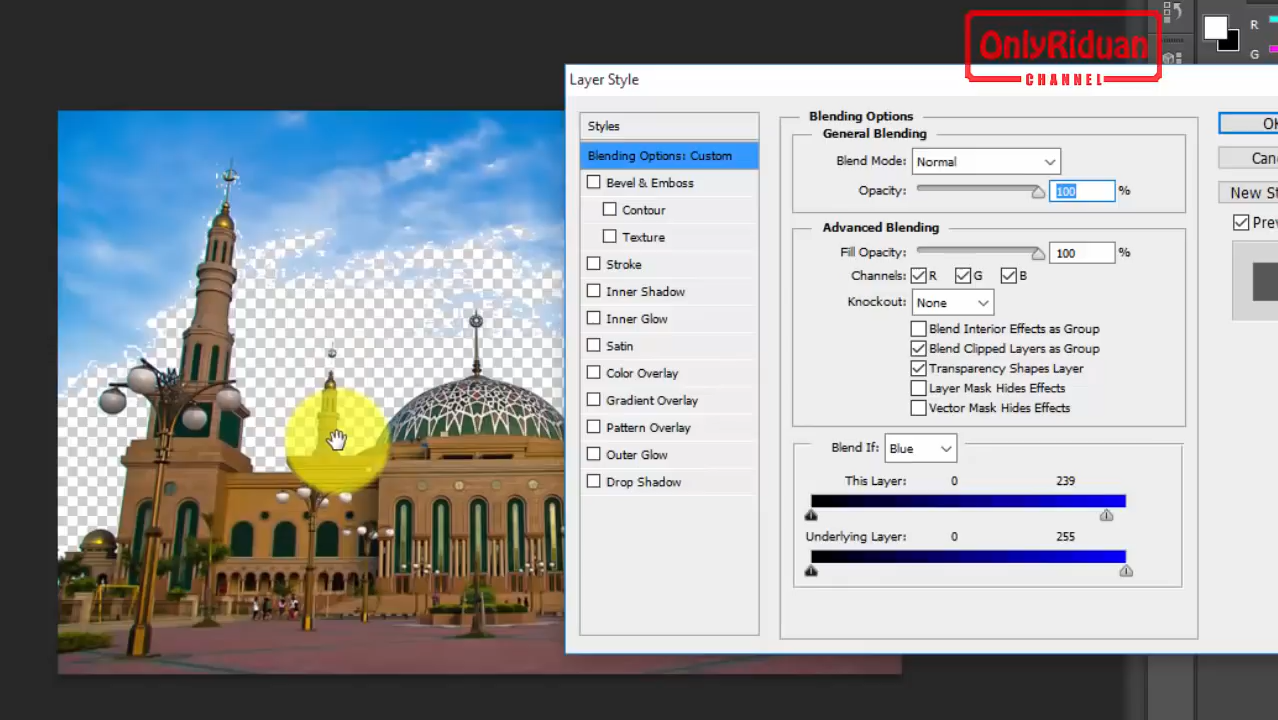 OnlyRiduan
CHANNEL
R
G
Layer Style
Styles
Blending Options: Custom
Bevel & Emboss
Contour
Texture
Stroke
Inner Shadow
Inner Glow
Satin
Color Overlay
Gradient Overlay
Pattern Overlay
Outer Glow
Drop Shadow
Blending Options
General Blending
Blend Mode: Normal
Opacity: 100 %
Advanced Blending
Fill Opacity: 100 %
Channels: R G B
Knockout: None
Blend Interior Effects as Group
Blend Clipped Layers as Group
Transparency Shapes Layer
Layer Mask Hides Effects
Vector Mask Hides Effects
Blend If: Blue
This Layer: 0 239
Underlying Layer: 0 255
New